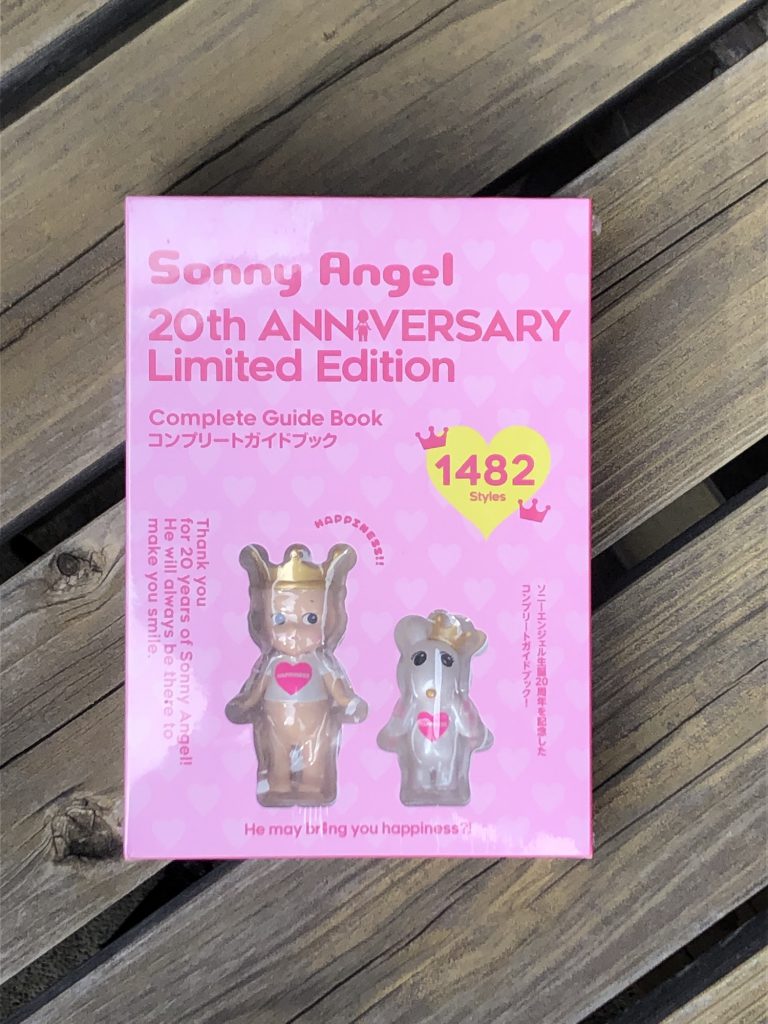 Sonny Angel
20th ANNIVERSARY
Limited Edition
Complete Guide Book
コンプリートガイドブック
1482
Styles
HAPPINESS!!
Thank you
for 20 years of Sonny Angel!
He will always be there to
make you smile.
ソニーエンジェル生誕20周年を記念した
コンプリートガイドブック!
HAPPINESS
He may bring you happiness?!